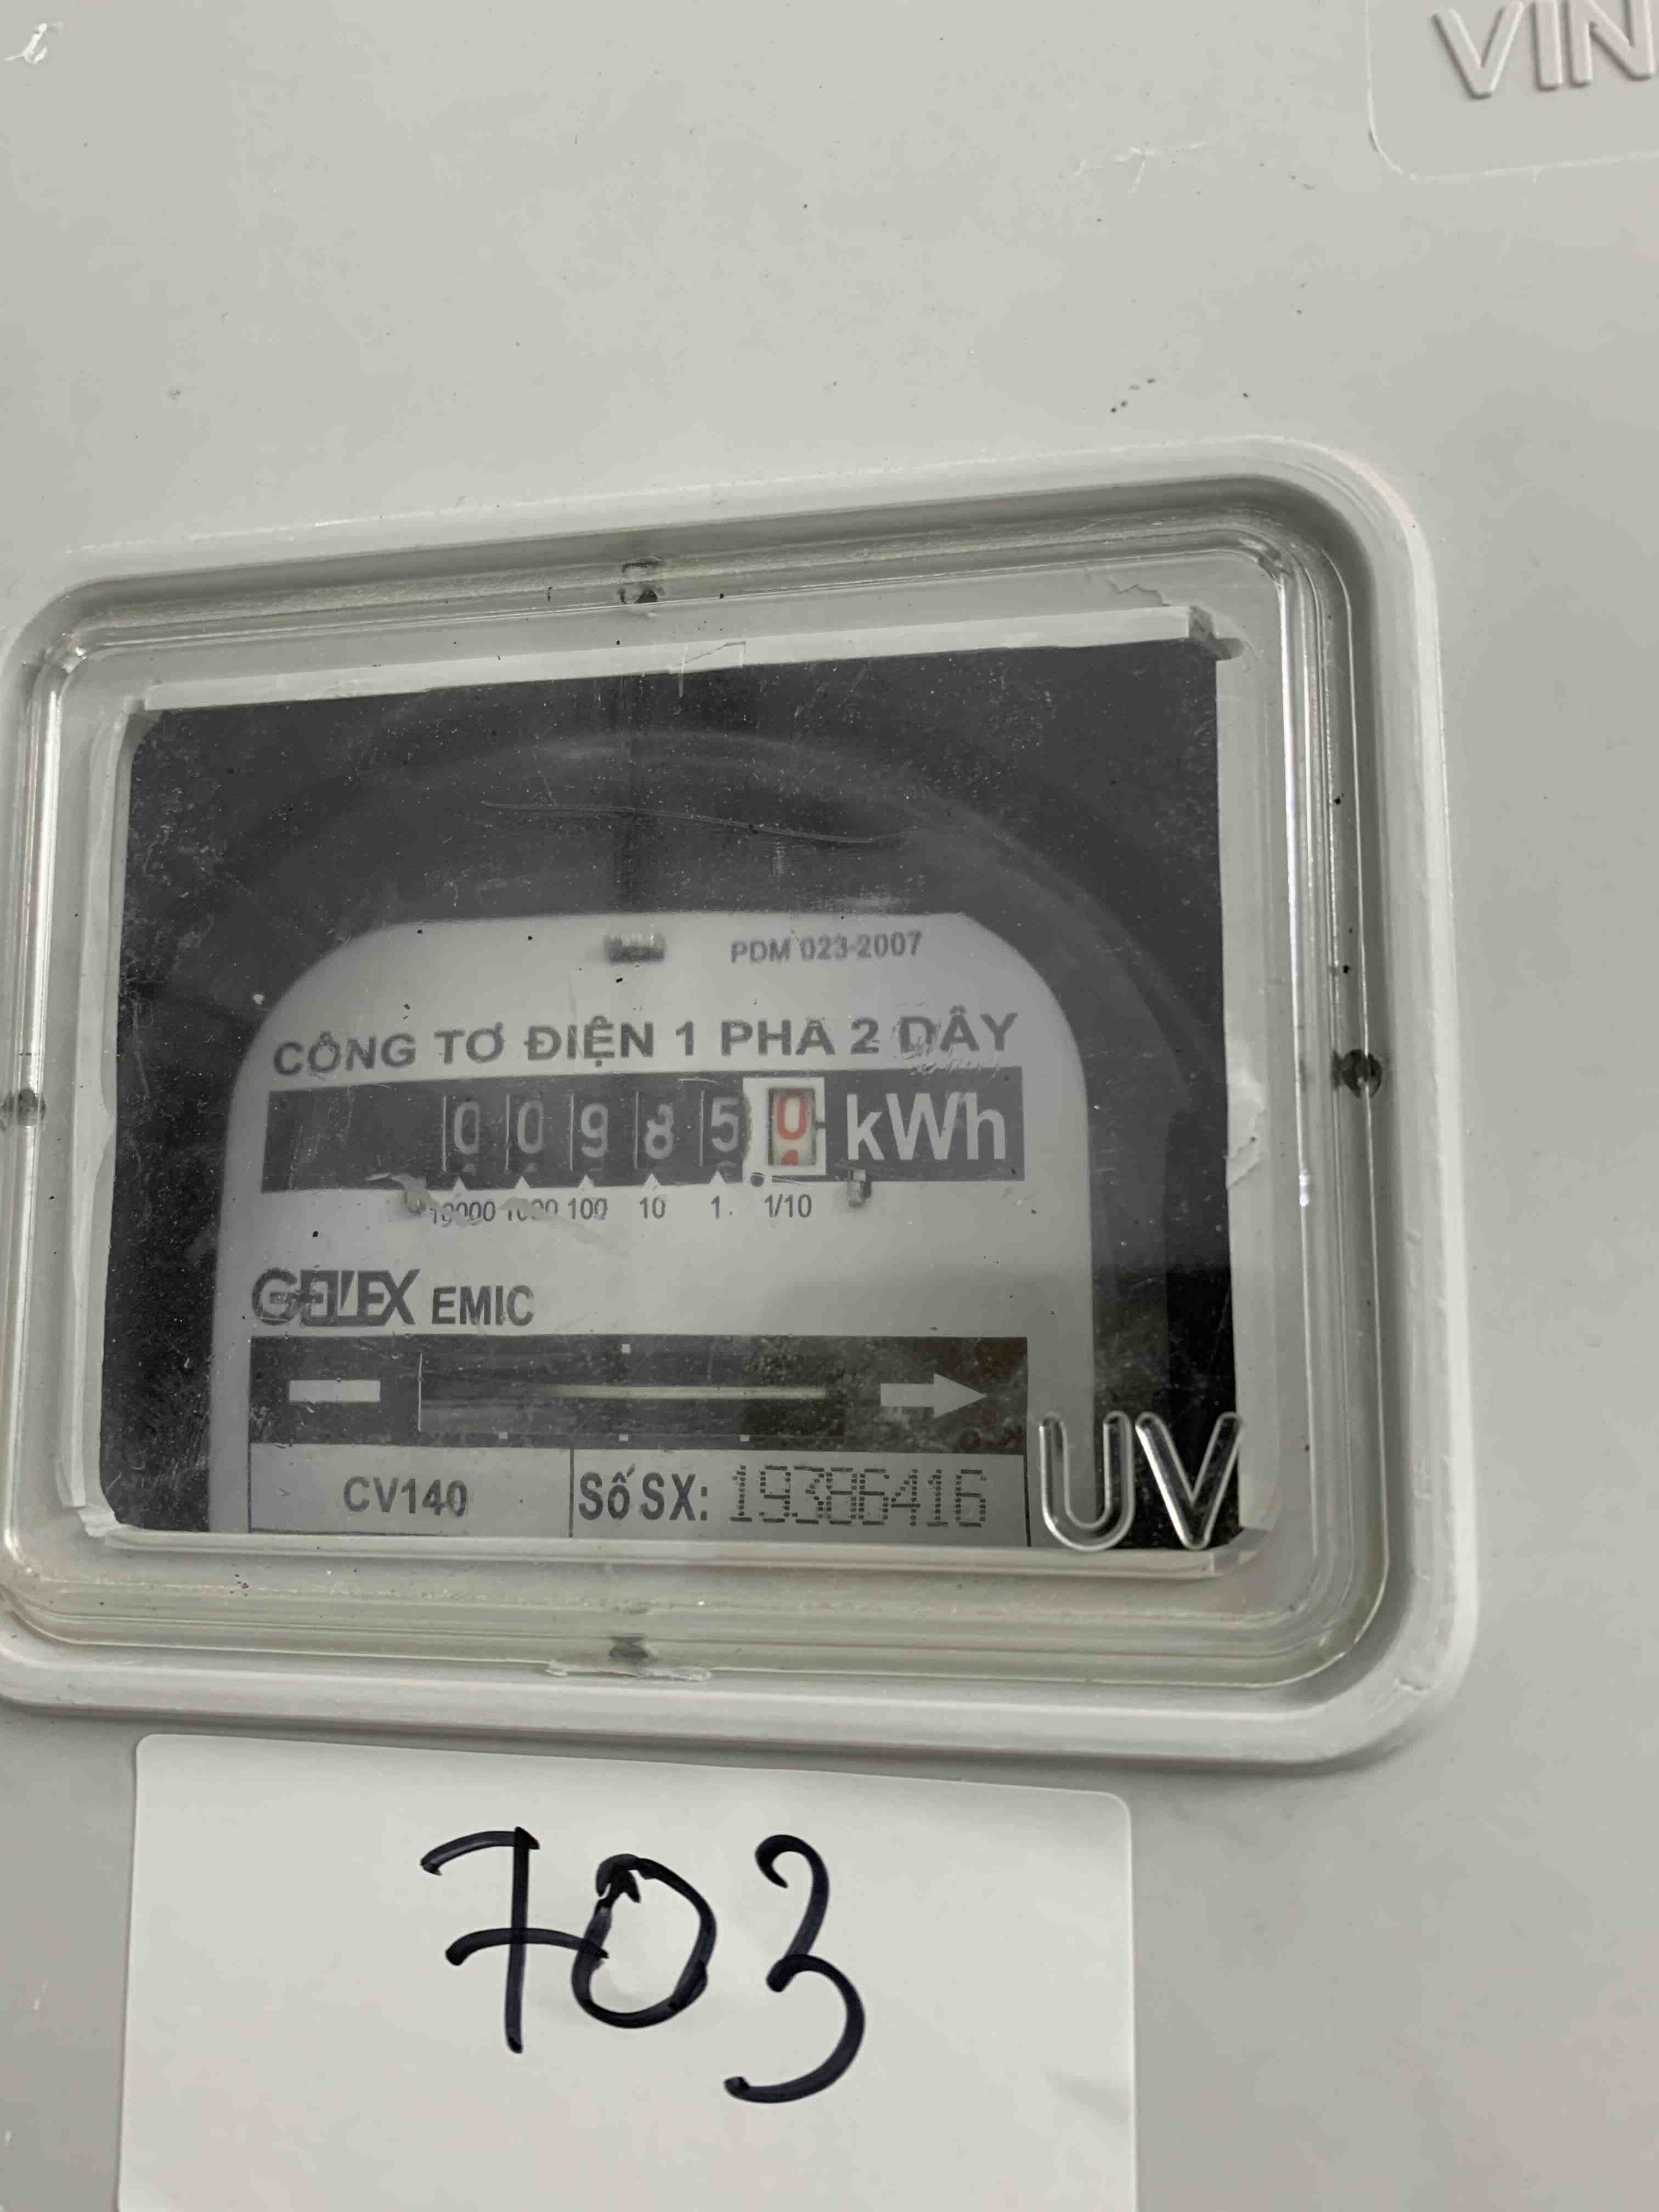 VIN
PDM 023-2007
CÔNG TƠ ĐIỆN 1 PHA 2 DÂY
0 0 9 8 5 0 kWh
10000 1000 100 10 1 1/10
GELEX EMIC
CV140 Số SX: 19386416
UV
703